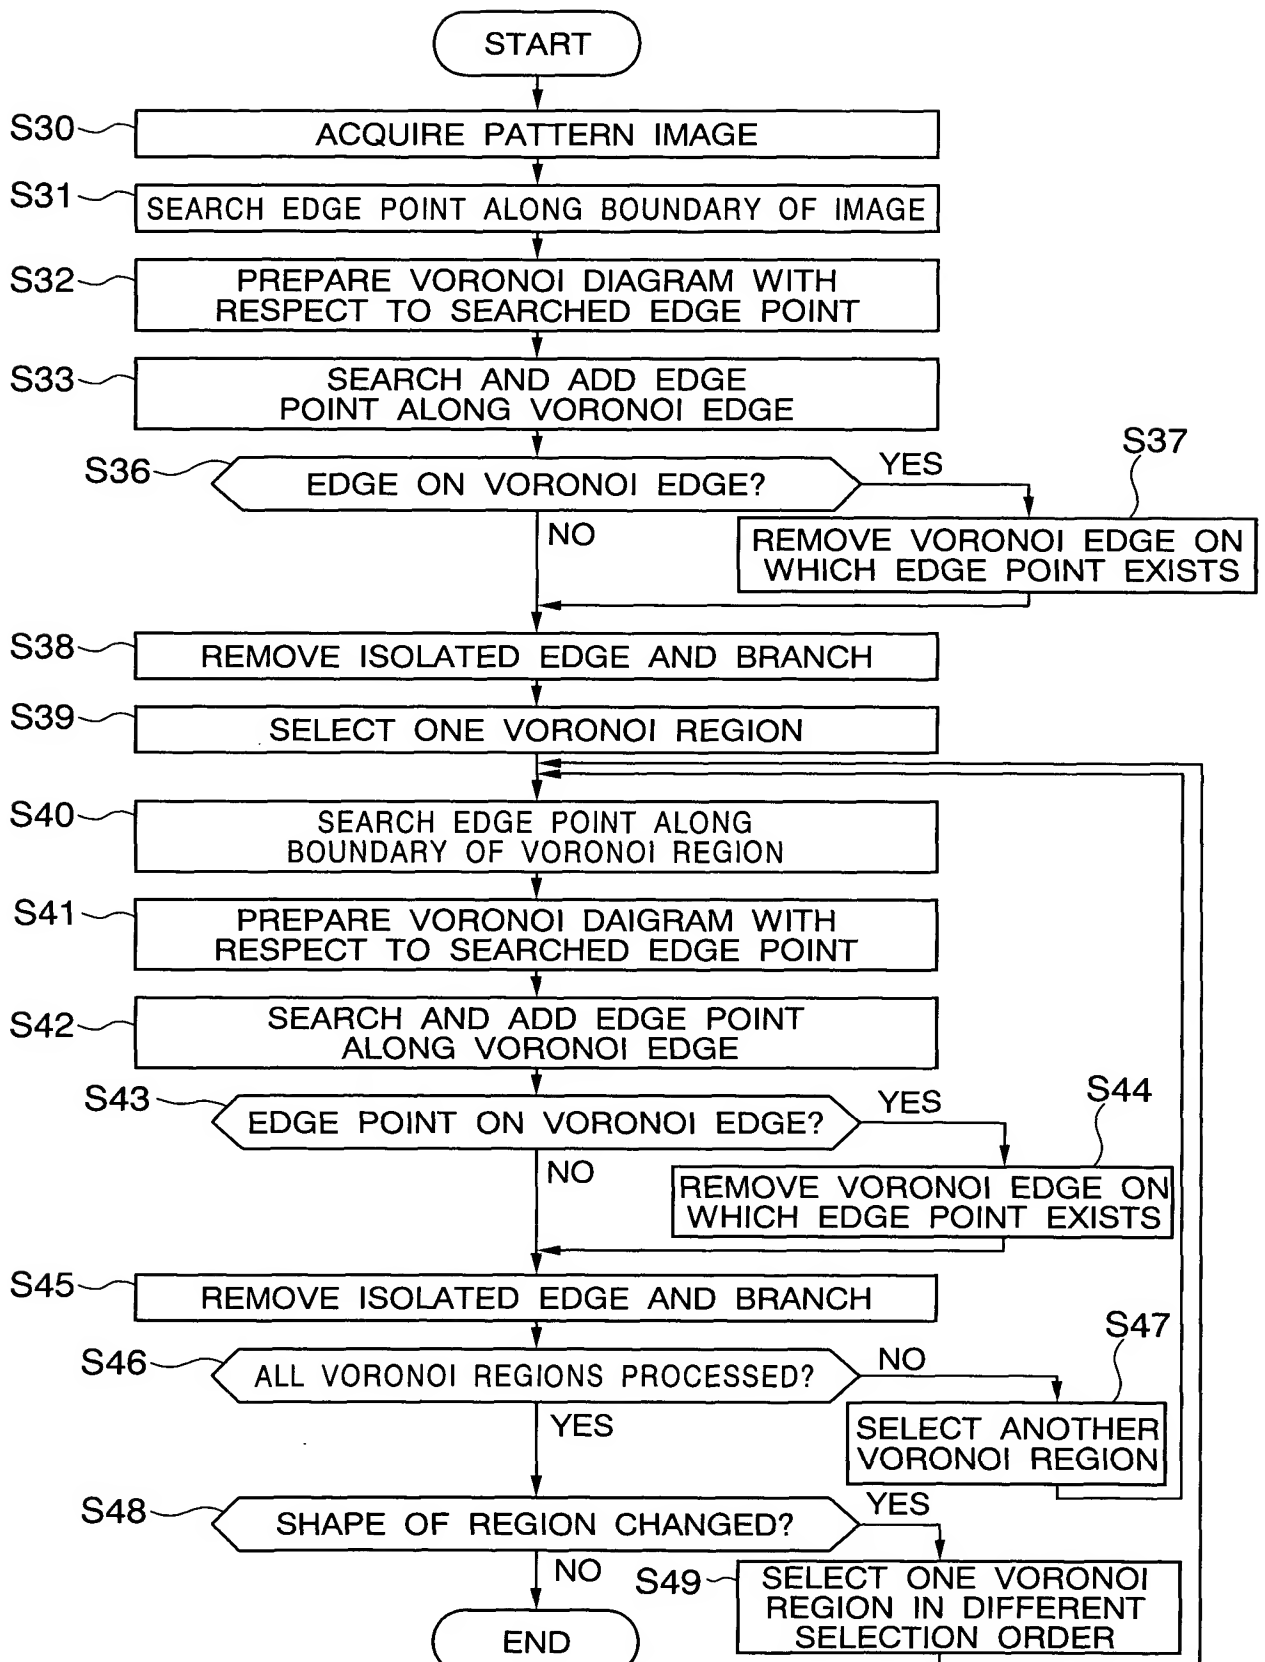 START
S30
ACQUIRE PATTERN IMAGE
S31
SEARCH EDGE POINT ALONG BOUNDARY OF IMAGE
S32
PREPARE VORONOI DIAGRAM WITH
RESPECT TO SEARCHED EDGE POINT
S33
SEARCH AND ADD EDGE
POINT ALONG VORONOI EDGE
S36
EDGE ON VORONOI EDGE?
YES
S37
NO
REMOVE VORONOI EDGE ON
WHICH EDGE POINT EXISTS
S38
REMOVE ISOLATED EDGE AND BRANCH
S39
SELECT ONE VORONOI REGION
S40
SEARCH EDGE POINT ALONG
BOUNDARY OF VORONOI REGION
S41
PREPARE VORONOI DAIGRAM WITH
RESPECT TO SEARCHED EDGE POINT
S42
SEARCH AND ADD EDGE POINT
ALONG VORONOI EDGE
S43
EDGE POINT ON VORONOI EDGE?
YES
S44
NO
REMOVE VORONOI EDGE ON
WHICH EDGE POINT EXISTS
S45
REMOVE ISOLATED EDGE AND BRANCH
S46
ALL VORONOI REGIONS PROCESSED?
NO
S47
YES
SELECT ANOTHER
VORONOI REGION
S48
SHAPE OF REGION CHANGED?
YES
NO
S49
SELECT ONE VORONOI
REGION IN DIFFERENT
SELECTION ORDER
END